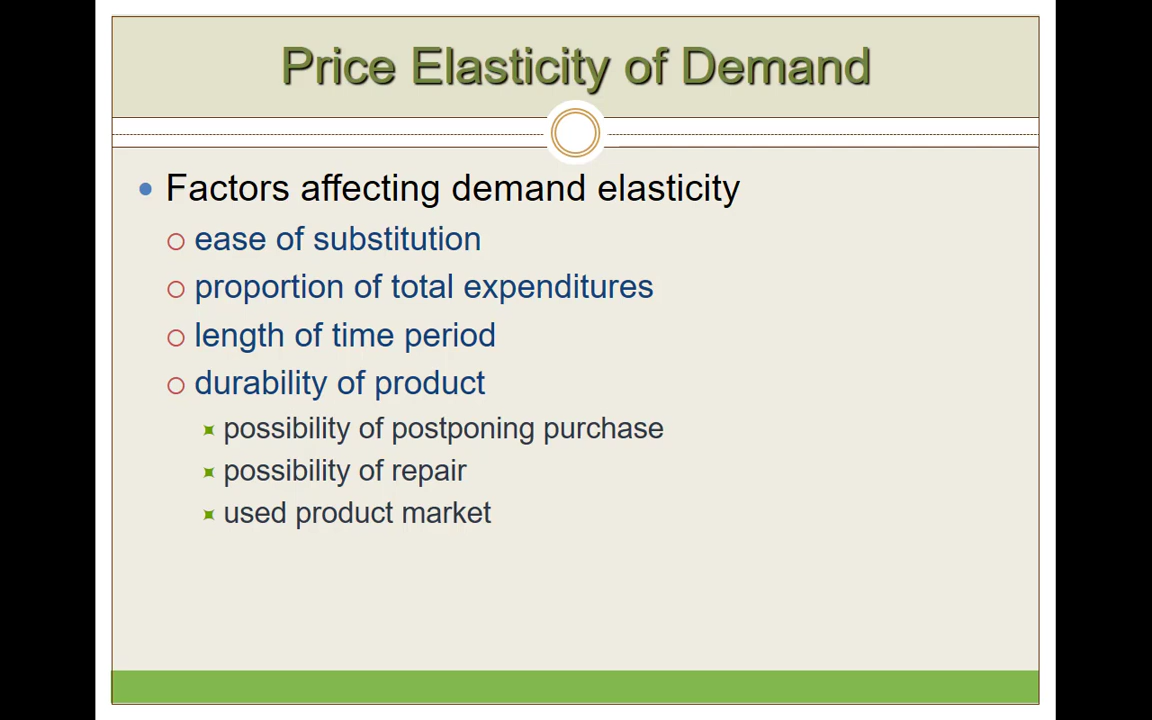 Price Elasticity of Demand
Factors affecting demand elasticity
ease of substitution
proportion of total expenditures
length of time period
durability of product
possibility of postponing purchase
possibility of repair
used product market